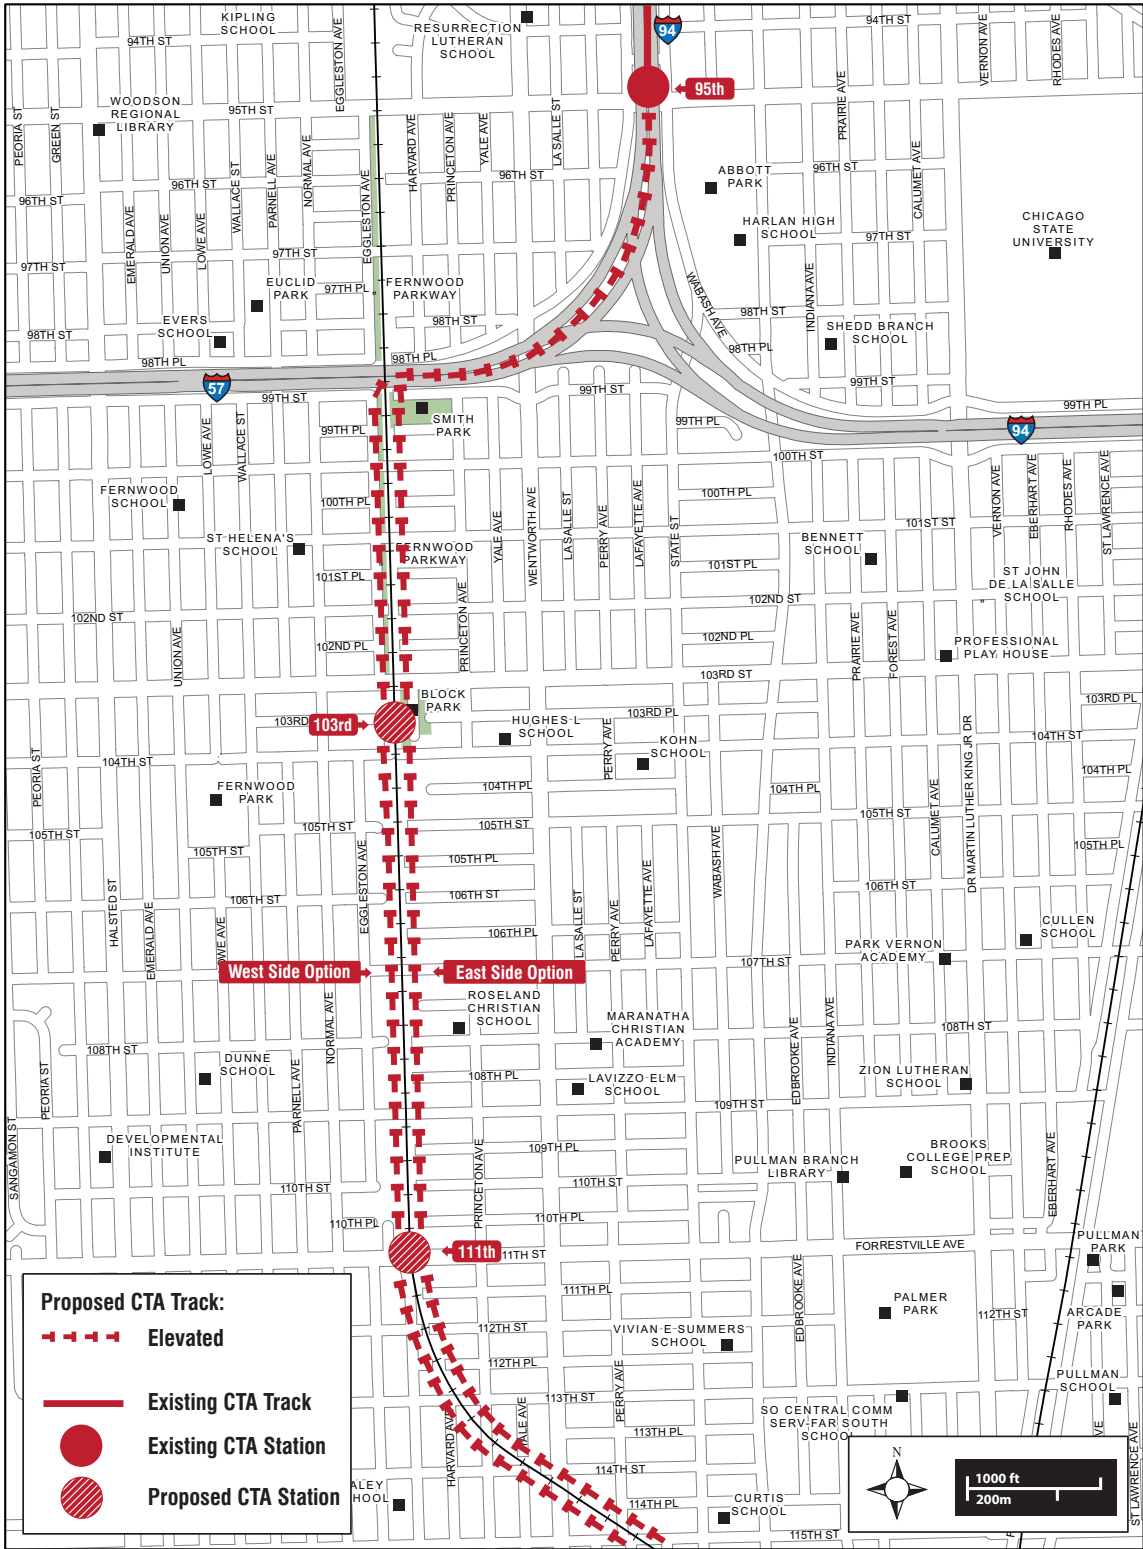 KIPLING
SCHOOL
RESURRECTION
LUTHERAN
SCHOOL
94TH ST
94TH ST
94
95th
EGGLESTON AVE
VERNON AVE
RHODES AVE
PRAIRIE AVE
WOODSON
REGIONAL
LIBRARY
95TH ST
PEORIA ST
GREEN ST
HARVARD AVE
PRINCETON AVE
YALE AVE
LA SALLE ST
NORMAL AVE
PARNELL AVE
WALLACE ST
EGGLESTON AVE
96TH ST
96TH ST
96TH ST
96TH ST
ABBOTT
PARK
HARLAN HIGH
SCHOOL
CALUMET AVE
CHICAGO
STATE
UNIVERSITY
EMERALD AVE
UNION AVE
LOWE AVE
97TH ST
97TH ST
97TH ST
EUCLID
PARK
97TH PL
FERNWOOD
PARKWAY
WABASH AVE
INDIANA AVE
EVERS
SCHOOL
98TH ST
98TH ST
98TH ST
SHEDD BRANCH
SCHOOL
98TH PL
98TH PL
98TH PL
57
99TH ST
99TH ST
99TH ST
99TH PL
SMITH
PARK
99TH PL
99TH PL
94
LOWE AVE
WALLACE ST
100TH ST
FERNWOOD
SCHOOL
100TH PL
100TH PL
YALE AVE
WENTWORTH AVE
LA SALLE ST
PERRY AVE
LAFAYETTE AVE
STATE ST
VERNON AVE
EBERHART AVE
RHODES AVE
ST LAWRENCE AVE
101ST ST
ST HELENA'S
SCHOOL
FERNWOOD
PARKWAY
BENNETT
SCHOOL
101ST PL
101ST PL
ST JOHN
DE LA SALLE
SCHOOL
102ND ST
102ND ST
PRINCETON AVE
UNION AVE
102ND PL
102ND PL
PRAIRIE AVE
FOREST AVE
PROFESSIONAL
PLAY HOUSE
103RD ST
BLOCK
PARK
103RD
103rd
HUGHES L
SCHOOL
103RD PL
103RD PL
KOHN
SCHOOL
PERRY AVE
PEORIA ST
104TH ST
104TH ST
104TH PL
104TH PL
104TH PL
FERNWOOD
PARK
DR MARTIN LUTHER KING JR DR
CALUMET AVE
105TH ST
105TH ST
105TH ST
105TH ST
105TH ST
105TH PL
105TH PL
EGGLESTON AVE
WABASH AVE
LAFAYETTE AVE
106TH ST
106TH ST
106TH ST
HALSTED ST
EMERALD AVE
OWE AVE
LA SALLE ST
PERRY AVE
106TH PL
CULLEN
SCHOOL
PARK VERNON
ACADEMY
107TH ST
West Side Option
East Side Option
ROSELAND
CHRISTIAN
SCHOOL
MARANATHA
CHRISTIAN
ACADEMY
NORMAL AVE
108TH ST
108TH ST
EDBROOKE AVE
INDIANA AVE
DUNNE
SCHOOL
108TH PL
ZION LUTHERAN
SCHOOL
PEORIA ST
PARNELL AVE
LAVIZZO ELM
SCHOOL
109TH ST
SANGAMON ST
DEVELOPMENTAL
INSTITUTE
109TH PL
BROOKS
COLLEGE PREP
SCHOOL
PULLMAN BRANCH
LIBRARY
EBERHART AVE
PRINCETON AVE
110TH ST
110TH ST
110TH PL
110TH PL
111th
11TH ST
FORRESTVILLE AVE
PULLMAN
PARK
EDBROOKE AVE
111TH PL
PALMER
PARK
ARCADE
PARK
112TH ST
112TH ST
VIVIAN E SUMMERS
SCHOOL
112TH PL
PERRY AVE
113TH ST
PULLMAN
SCHOOL
SO CENTRAL COMM
SERV-FAR SOUTH
SCHOOL
113TH PL
HARVARD AVE
YALE AVE
VE
ST LAWRENCE AVE
114TH ST
ALEY
HOOL
114TH PL
CURTIS
SCHOOL
115TH ST
Proposed CTA Track:
Elevated
Existing CTA Track
Existing CTA Station
Proposed CTA Station
N
1000 ft
200m